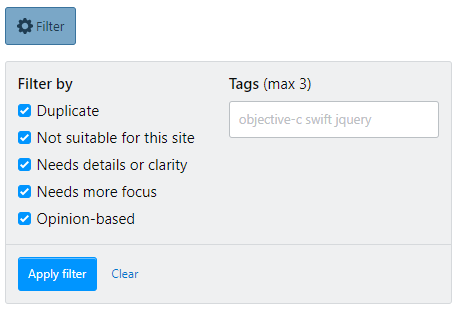 Filter
Filter by
Duplicate
Not suitable for this site
Needs details or clarity
Needs more focus
Opinion-based
Tags (max 3)
objective-c swift jquery
Apply filter
Clear